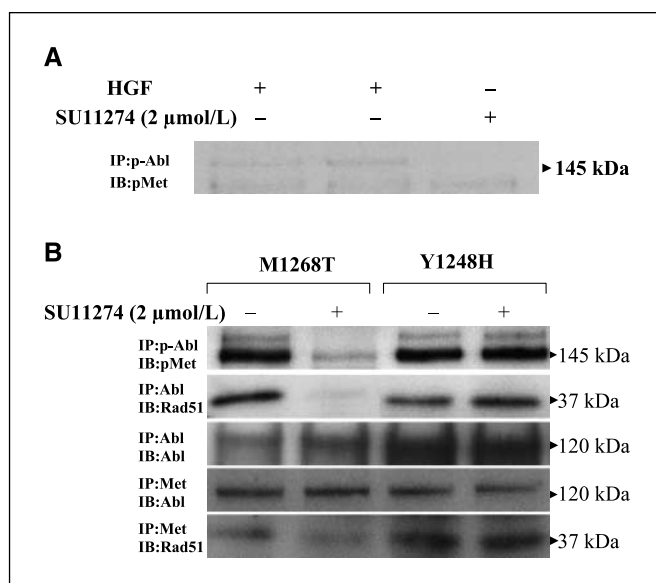 A
HGF + + –
SU11274 (2 µmol/L) – – +
IP:p-Abl
IB:pMet
145 kDa
B
M1268T Y1248H
SU11274 (2 µmol/L) – + – +
IP:p-Abl
IB:pMet
145 kDa
IP:Abl
IB:Rad51
37 kDa
IP:Abl
IB:Abl
120 kDa
IP:Met
IB:Abl
120 kDa
IP:Met
IB:Rad51
37 kDa